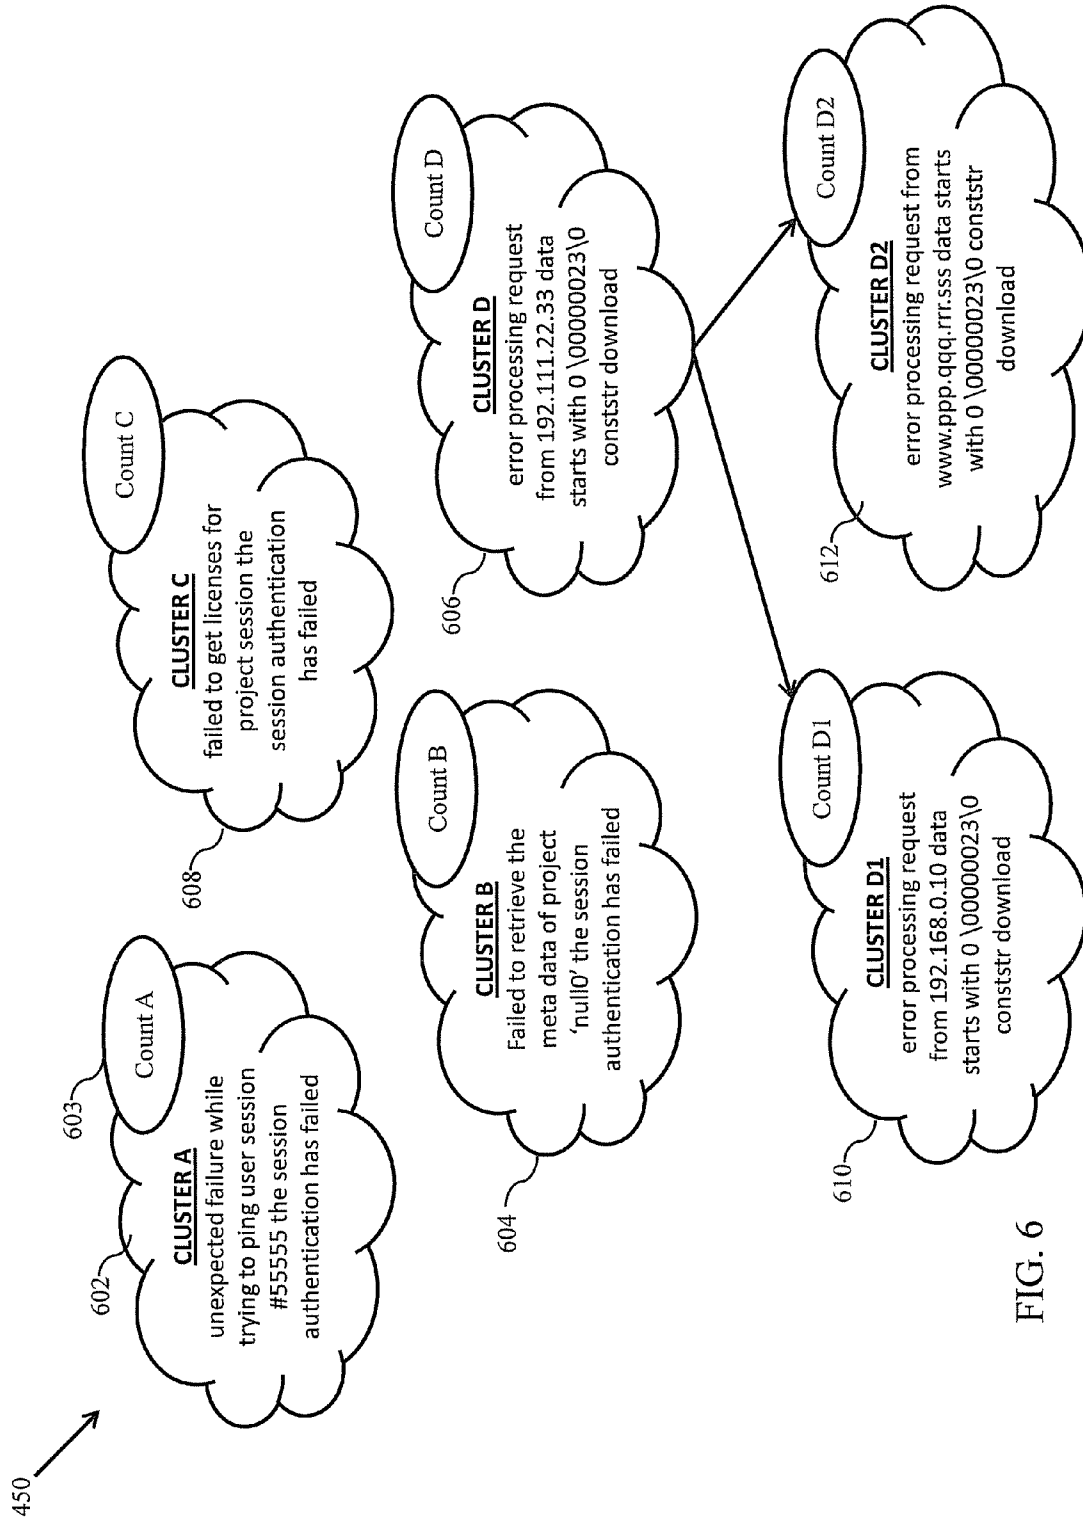 450
602
603
Count A
CLUSTER A
unexpected failure while
trying to ping user session
#55555 the session
authentication has failed
608
Count C
CLUSTER C
failed to get licenses for
project session the
session authentication
has failed
604
Count B
CLUSTER B
Failed to retrieve the
meta data of project
‘null0’ the session
authentication has failed
606
Count D
CLUSTER D
error processing request
from 192.111.22.33 data
starts with 0 \00000023\0
conststr download
610
Count D1
CLUSTER D1
error processing request
from 192.168.0.10 data
starts with 0 \00000023\0
conststr download
612
Count D2
CLUSTER D2
error processing request from
www.ppp.qqq.rrr.sss data starts
with 0 \00000023\0 conststr
download
FIG. 6